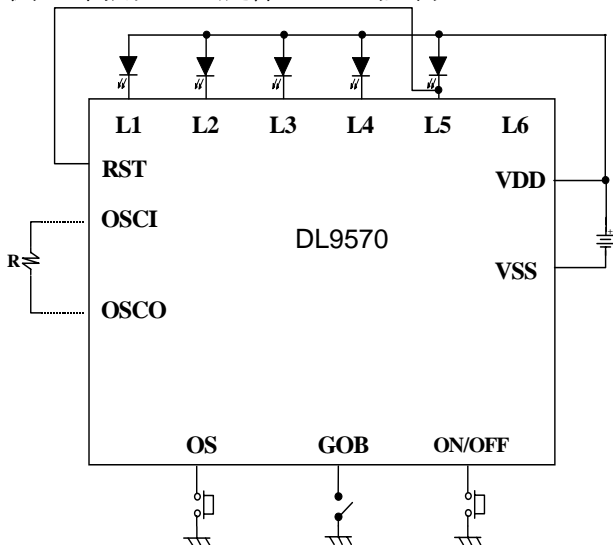 L1 L2 L3 L4 L5 L6
RST
VDD
OSCI
DL9570
R
VSS
OSCO
OS GOB ON/OFF